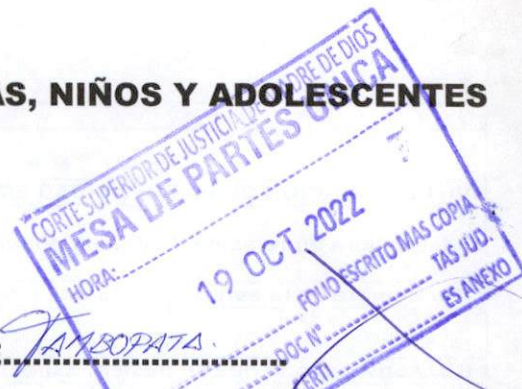 AS, NIÑOS Y ADOLESCENTES
CORTE SUPERIOR DE JUSTICIA DE MADRE DE DIOS
MESA DE PARTES ÚNICA
HORA:
19 OCT 2022
FOLIO ESCRITO MAS COPIA
DOC N° TAS JUD.
CERTI ES ANEXO
TAMBOPATA.